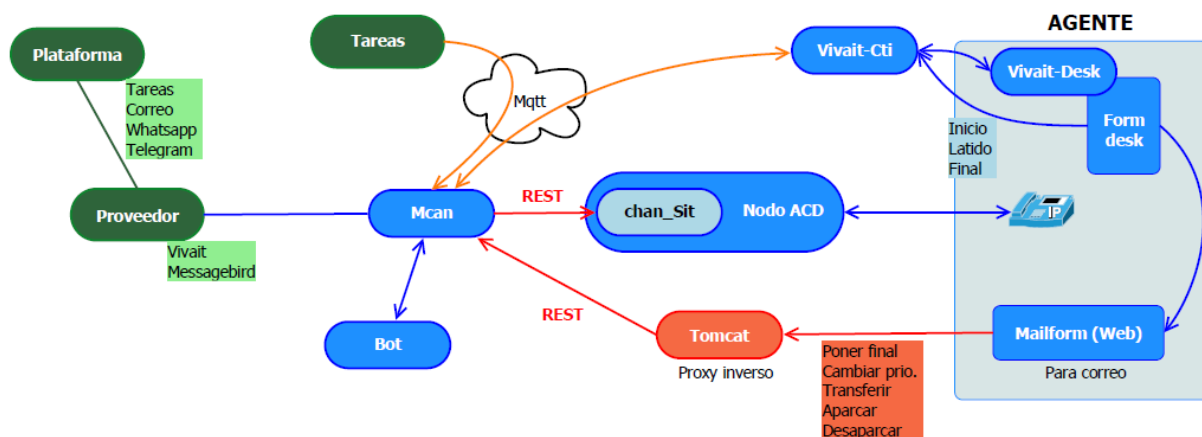 AGENTE
Plataforma
Tareas
Vivait-Cti
Vivait-Desk
Tareas
Correo
Whatsapp
Telegram
Mqtt
Form
desk
Inicio
Latido
Final
Proveedor
Mcan
REST
chan_Sit
Nodo ACD
IP
Vivait
Messagebird
REST
Bot
Tomcat
Mailform (Web)
Proxy inverso
Para correo
Poner final
Cambiar prio.
Transferir
Aparcar
Desaparcar